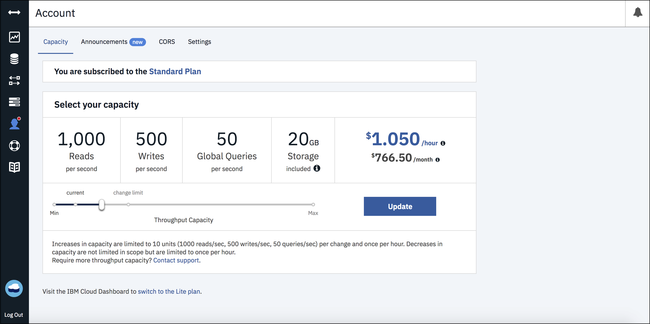 Account
Capacity Announcements new CORS Settings
You are subscribed to the Standard Plan
Select your capacity
1,000 500 50 20GB $1.050 /hour
Reads Writes Global Queries Storage $766.50 /month
per second per second per second included
current change limit
Min Max
Throughput Capacity
Update
Increases in capacity are limited to 10 units (1000 reads/sec, 500 writes/sec, 50 queries/sec) per change and once per hour. Decreases in
capacity are not limited in scope but are limited to once per hour.
Require more throughput capacity? Contact support.
Visit the IBM Cloud Dashboard to switch to the Lite plan.
Log Out